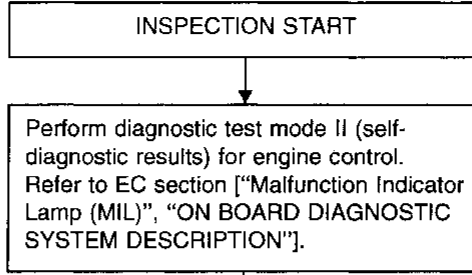 INSPECTION START
Perform diagnostic test mode II (self-
diagnostic results) for engine control.
Refer to EC section ["Malfunction Indicator
Lamp (MIL)", "ON BOARD DIAGNOSTIC
SYSTEM DESCRIPTION"].